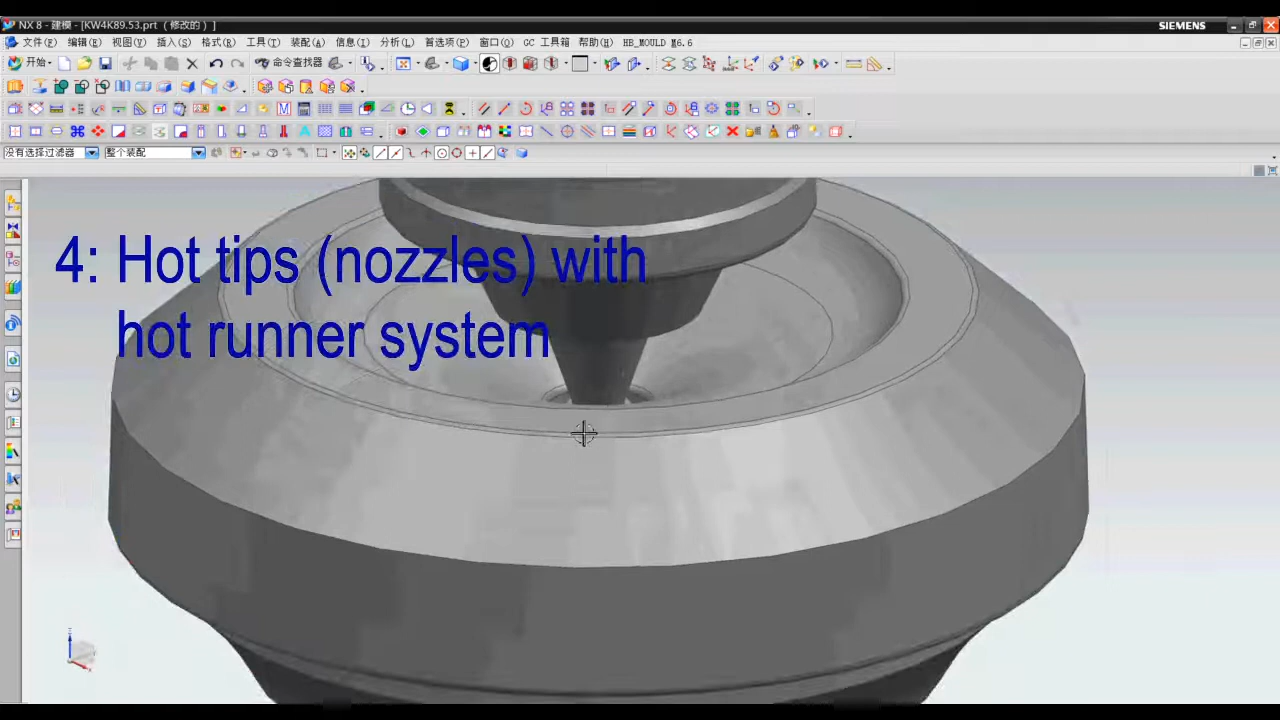 NX 8 - 建模 - [KW4K89.53.prt （修改的）]
SIEMENS
文件(F) 编辑(E) 视图(V) 插入(S) 格式(R) 工具(T) 装配(A) 信息(I) 分析(L) 首选项(P) 窗口(O) GC 工具箱 帮助(H) HB_MOULD M6.6
开始 命令查找器
没有选择过滤器 整个装配
4: Hot tips (nozzles) with
hot runner system